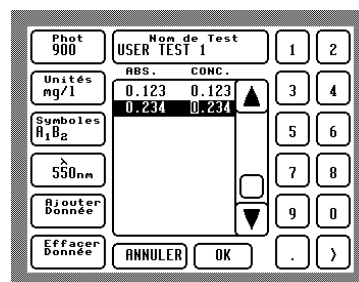 Phot
900
Nom de Test
USER TEST 1
1
2
Unités
mg/l
ABS. CONC.
0.123 0.123
0.234 0.234
3
4
Symboles
A₁B₂
5
6
λ
550nm
7
8
Ajouter
Donnée
9
0
Effacer
Donnée
ANNULER
OK
.
}